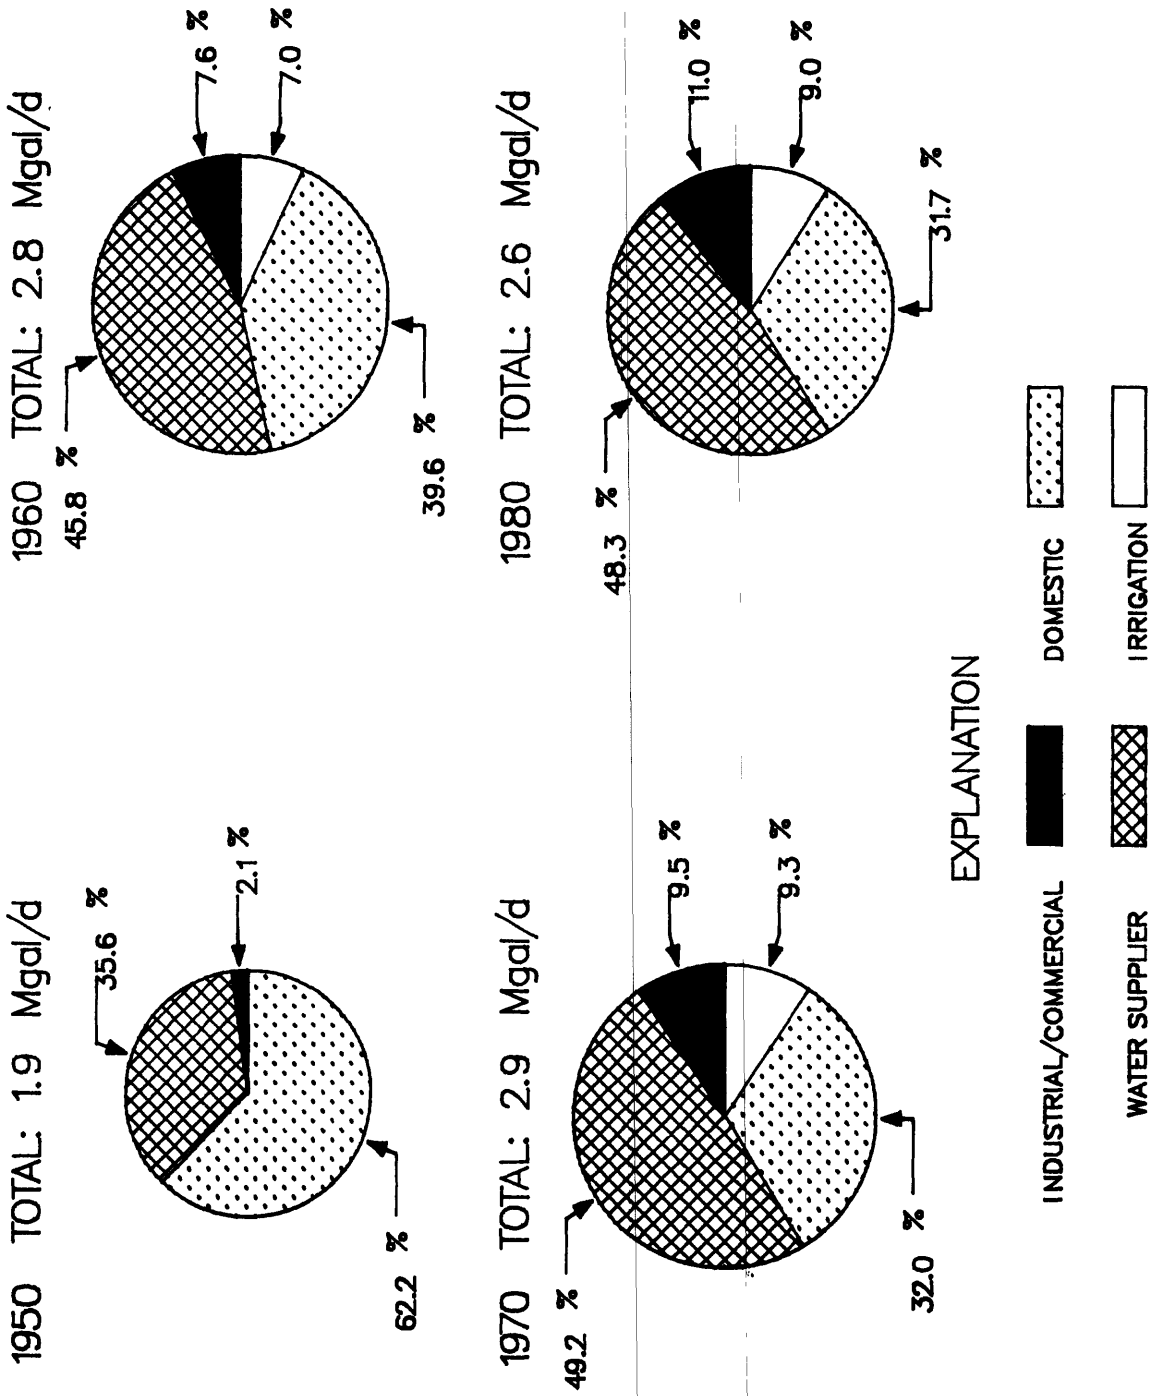 1950 TOTAL: 1.9 Mgal/d
35.6 %
2.1 %
62.2 %
1960 TOTAL: 2.8 Mgal/d
45.8 %
7.6 %
7.0 %
39.6 %
1970 TOTAL: 2.9 Mgal/d
49.2 %
9.5 %
9.3 %
32.0 %
1980 TOTAL: 2.6 Mgal/d
48.3 %
11.0 %
9.0 %
31.7 %
EXPLANATION
INDUSTRIAL/COMMERCIAL
DOMESTIC
WATER SUPPLIER
IRRIGATION